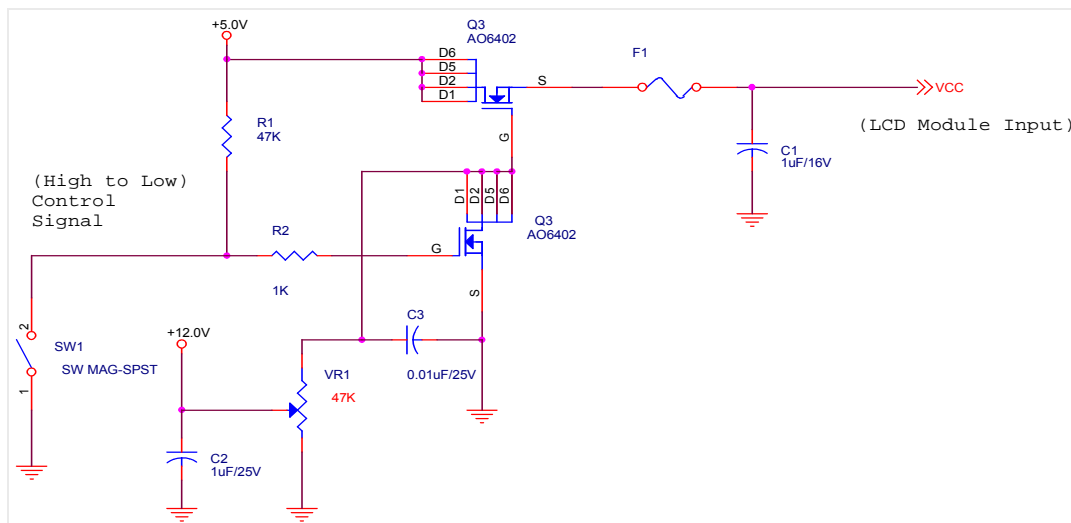 +5.0V
Q3
AO6402
D6
D5
D2
D1
S
G
F1
VCC
(LCD Module Input)
C1
1uF/16V
R1
47K
(High to Low)
Control
Signal
D1
D2
D5
D6
Q3
AO6402
R2
1K
G
S
C3
0.01uF/25V
+12.0V
2
SW1
SW MAG-SPST
1
VR1
47K
C2
1uF/25V